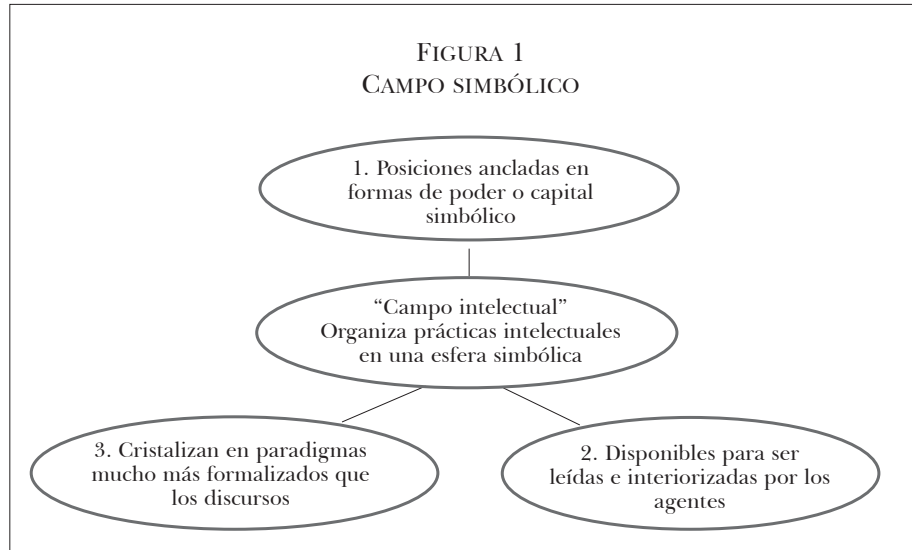 FIGURA 1
CAMPO SIMBÓLICO
1. Posiciones ancladas en
formas de poder o capital
simbólico
“Campo intelectual”
Organiza prácticas intelectuales
en una esfera simbólica
3. Cristalizan en paradigmas
mucho más formalizados que
los discursos
2. Disponibles para ser
leídas e interiorizadas por los
agentes